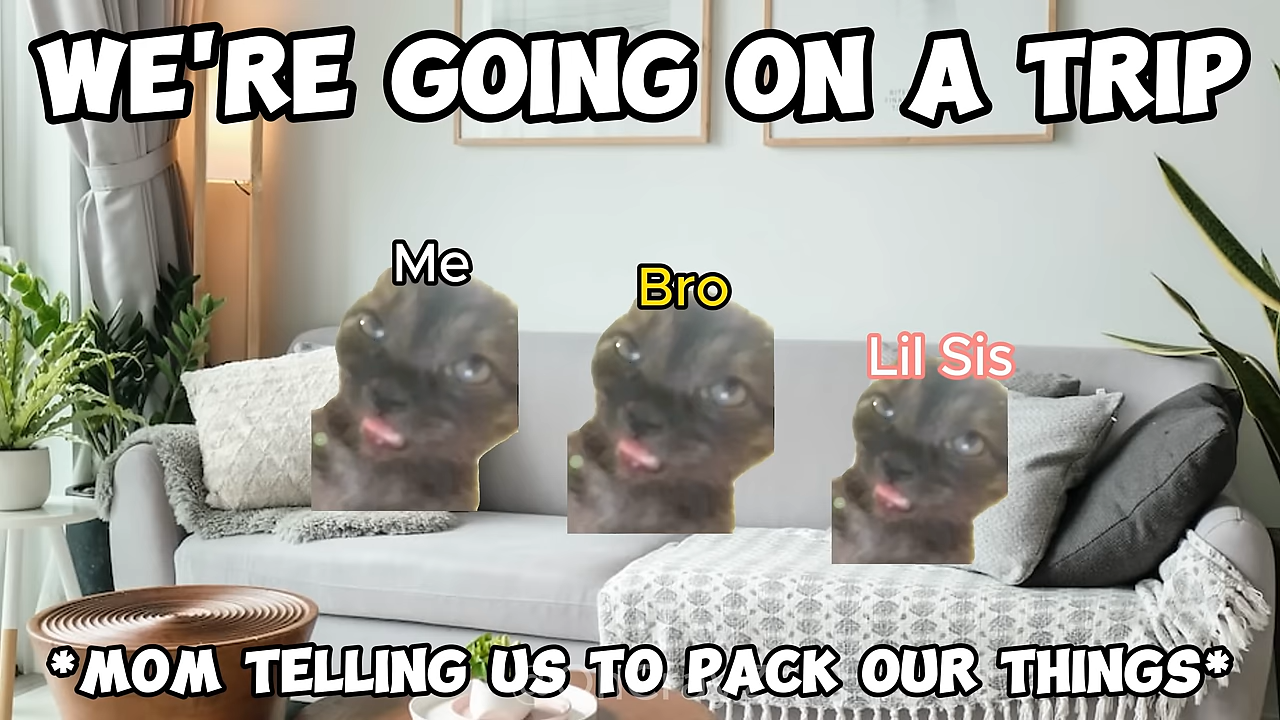 WE'RE GOING ON A TRIP
Me
Bro
Lil Sis
*MOM TELLING US TO PACK OUR THINGS*